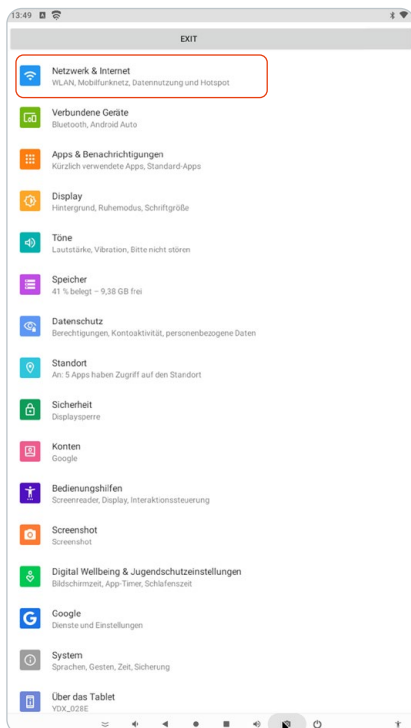 13:49
EXIT
Netzwerk & Internet
WLAN, Mobilfunknetz, Datennutzung und Hotspot
Verbundene Geräte
Bluetooth, Android Auto
Apps & Benachrichtigungen
Kürzlich verwendete Apps, Standard-Apps
Display
Hintergrund, Ruhemodus, Schriftgröße
Töne
Lautstärke, Vibration, Bitte nicht stören
Speicher
41 % belegt – 9,38 GB frei
Datenschutz
Berechtigungen, Kontoaktivität, personenbezogene Daten
Standort
An: 5 Apps haben Zugriff auf den Standort
Sicherheit
Displaysperre
Konten
Google
Bedienungshilfen
Screenreader, Display, Interaktionssteuerung
Screenshot
Screenshot
Digital Wellbeing & Jugendschutzeinstellungen
Bildschirmzeit, App-Timer, Schlafenszeit
Google
Dienste und Einstellungen
System
Sprachen, Gesten, Zeit, Sicherung
Über das Tablet
YDX_028E